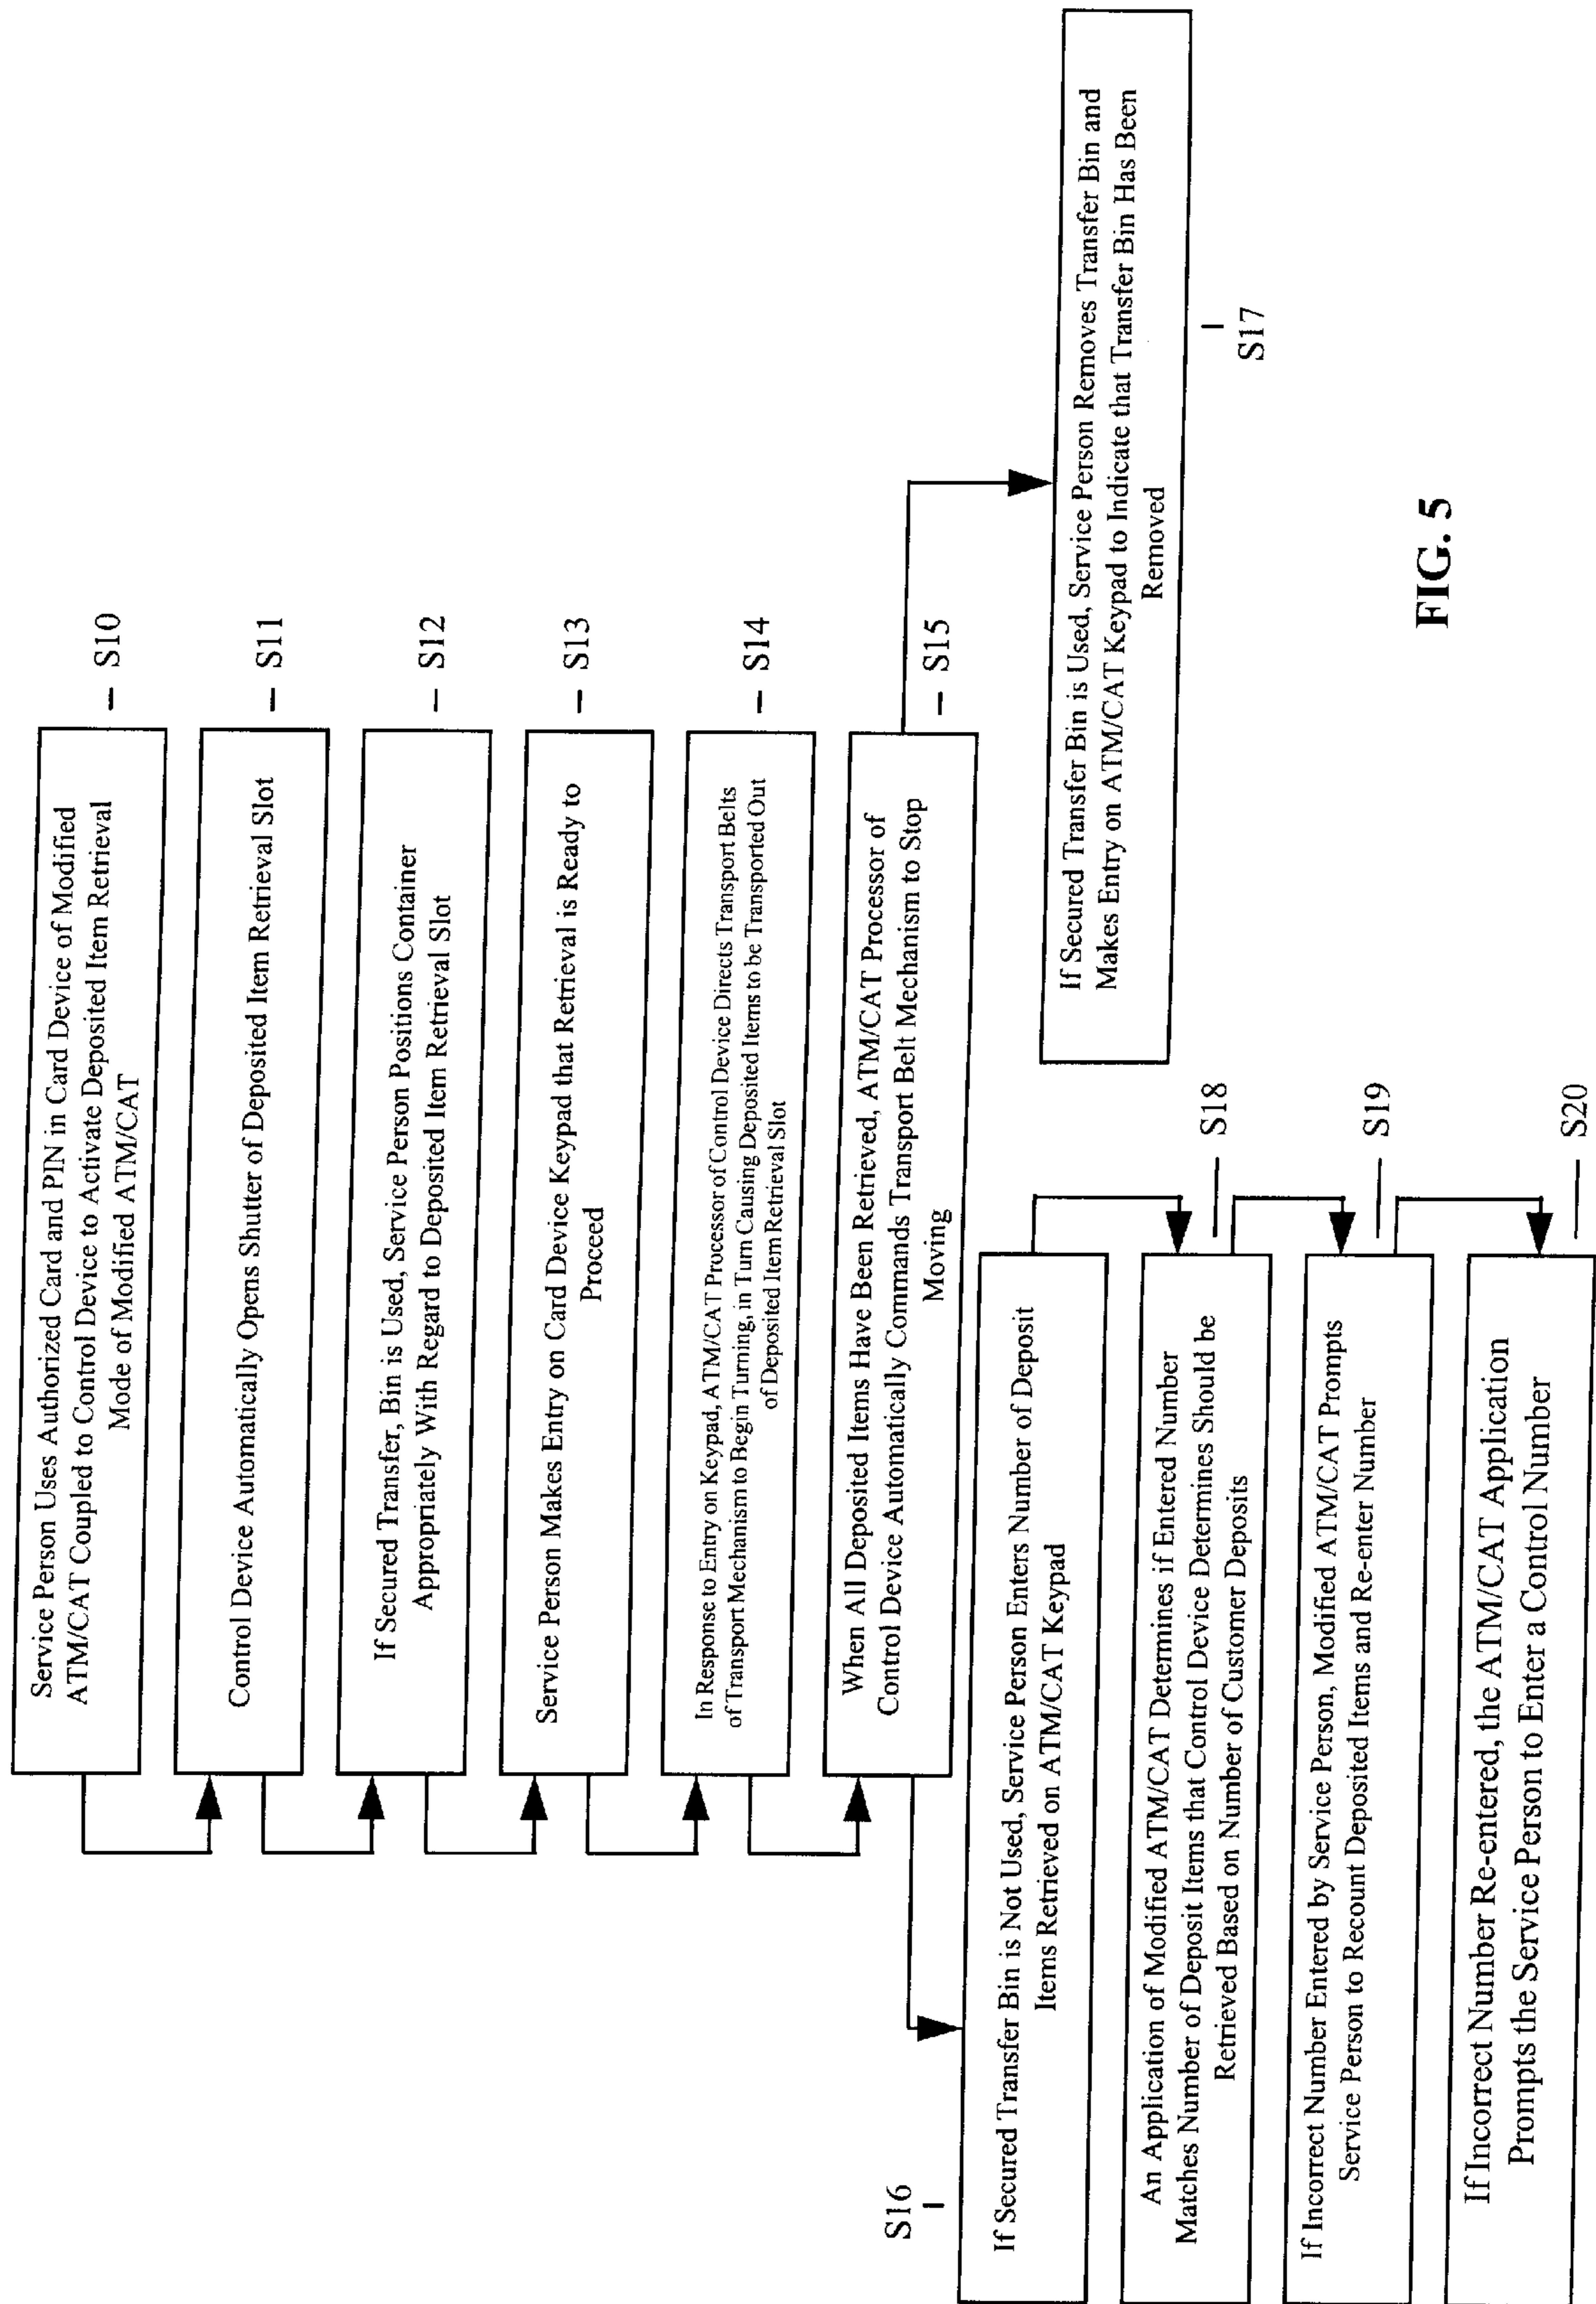 Service Person Uses Authorized Card and PIN in Card Device of Modified
ATM/CAT Coupled to Control Device to Activate Deposited Item Retrieval
Mode of Modified ATM/CAT
S10
Control Device Automatically Opens Shutter of Deposited Item Retrieval Slot
S11
If Secured Transfer, Bin is Used, Service Person Positions Container
Appropriately With Regard to Deposited Item Retrieval Slot
S12
Service Person Makes Entry on Card Device Keypad that Retrieval is Ready to
Proceed
S13
In Response to Entry on Keypad, ATM/CAT Processor of Control Device Directs Transport Belts
of Transport Mechanism to Begin Turning, in Turn Causing Deposited Items to be Transported Out
of Deposited Item Retrieval Slot
S14
When All Deposited Items Have Been Retrieved, ATM/CAT Processor of
Control Device Automatically Commands Transport Belt Mechanism to Stop
Moving
S15
S16
If Secured Transfer Bin is Not Used, Service Person Enters Number of Deposit
Items Retrieved on ATM/CAT Keypad
If Secured Transfer Bin is Used, Service Person Removes Transfer Bin and
Makes Entry on ATM/CAT Keypad to Indicate that Transfer Bin Has Been
Removed
S17
An Application of Modified ATM/CAT Determines if Entered Number
Matches Number of Deposit Items that Control Device Determines Should be
Retrieved Based on Number of Customer Deposits
S18
If Incorrect Number Entered by Service Person, Modified ATM/CAT Prompts
Service Person to Recount Deposited Items and Re-enter Number
S19
If Incorrect Number Re-entered, the ATM/CAT Application
Prompts the Service Person to Enter a Control Number
S20
FIG. 5